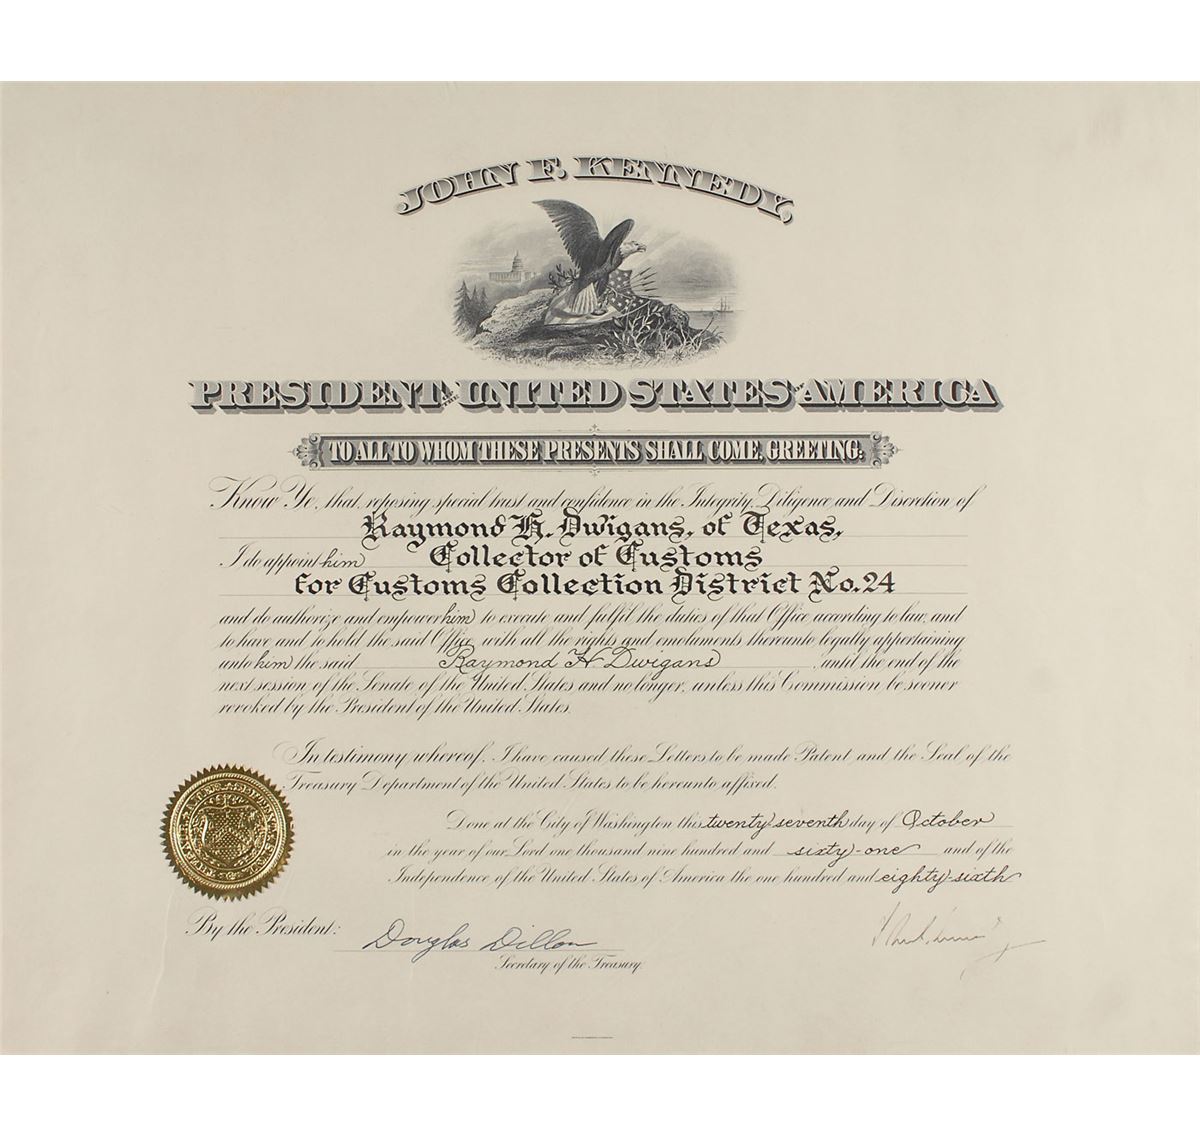 JOHN F. KENNEDY,
PRESIDENT OF THE UNITED STATES OF AMERICA
TO ALL TO WHOM THESE PRESENTS SHALL COME, GREETING:
Know Ye, that, reposing special trust and confidence in the Integrity, Diligence and Discretion of
Raymond H. Dwigans, of Texas,
I do appoint him Collector of Customs
for Customs Collection District No. 24
and do authorize and empower him to execute and fulfil the duties of that Office according to law; and
to have and to hold the said Office, with all the rights and emoluments thereunto legally appertaining
unto him the said Raymond H Dwigans , until the end of the
next session of the Senate of the United States and no longer, unless this Commission be sooner
revoked by the President of the United States.
In testimony whereof, I have caused these Letters to be made Patent, and the Seal of the
Treasury Department of the United States to be hereunto affixed.
Done at the City of Washington this twenty-seventh day of October
in the year of our Lord one thousand nine hundred and sixty-one and of the
Independence of the United States of America the one hundred and eighty-sixth
By the President:
Douglas Dillon
Secretary of the Treasury.